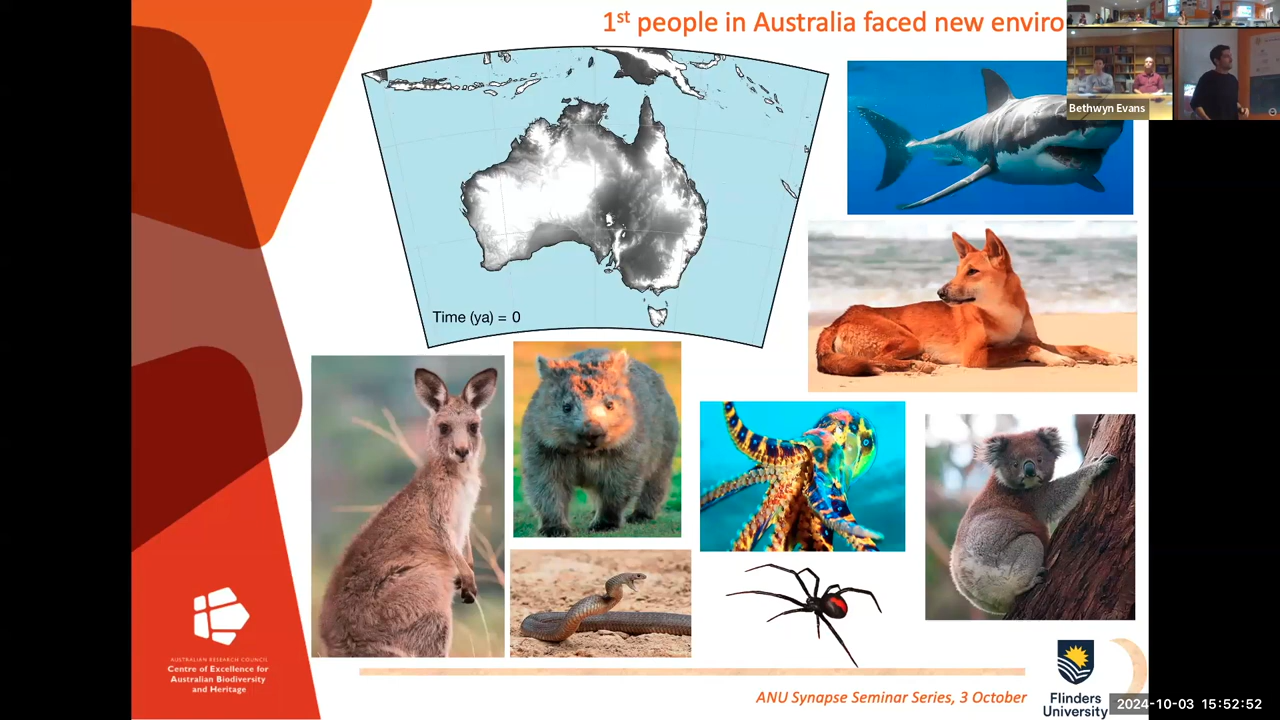 1st people in Australia faced new enviro
Bethwyn Evans
Time (ya) = 0
AUSTRALIAN RESEARCH COUNCIL
Centre of Excellence for
Australian Biodiversity
and Heritage
ANU Synapse Seminar Series, 3 October
Flinders
University
2024-10-03 15:52:52